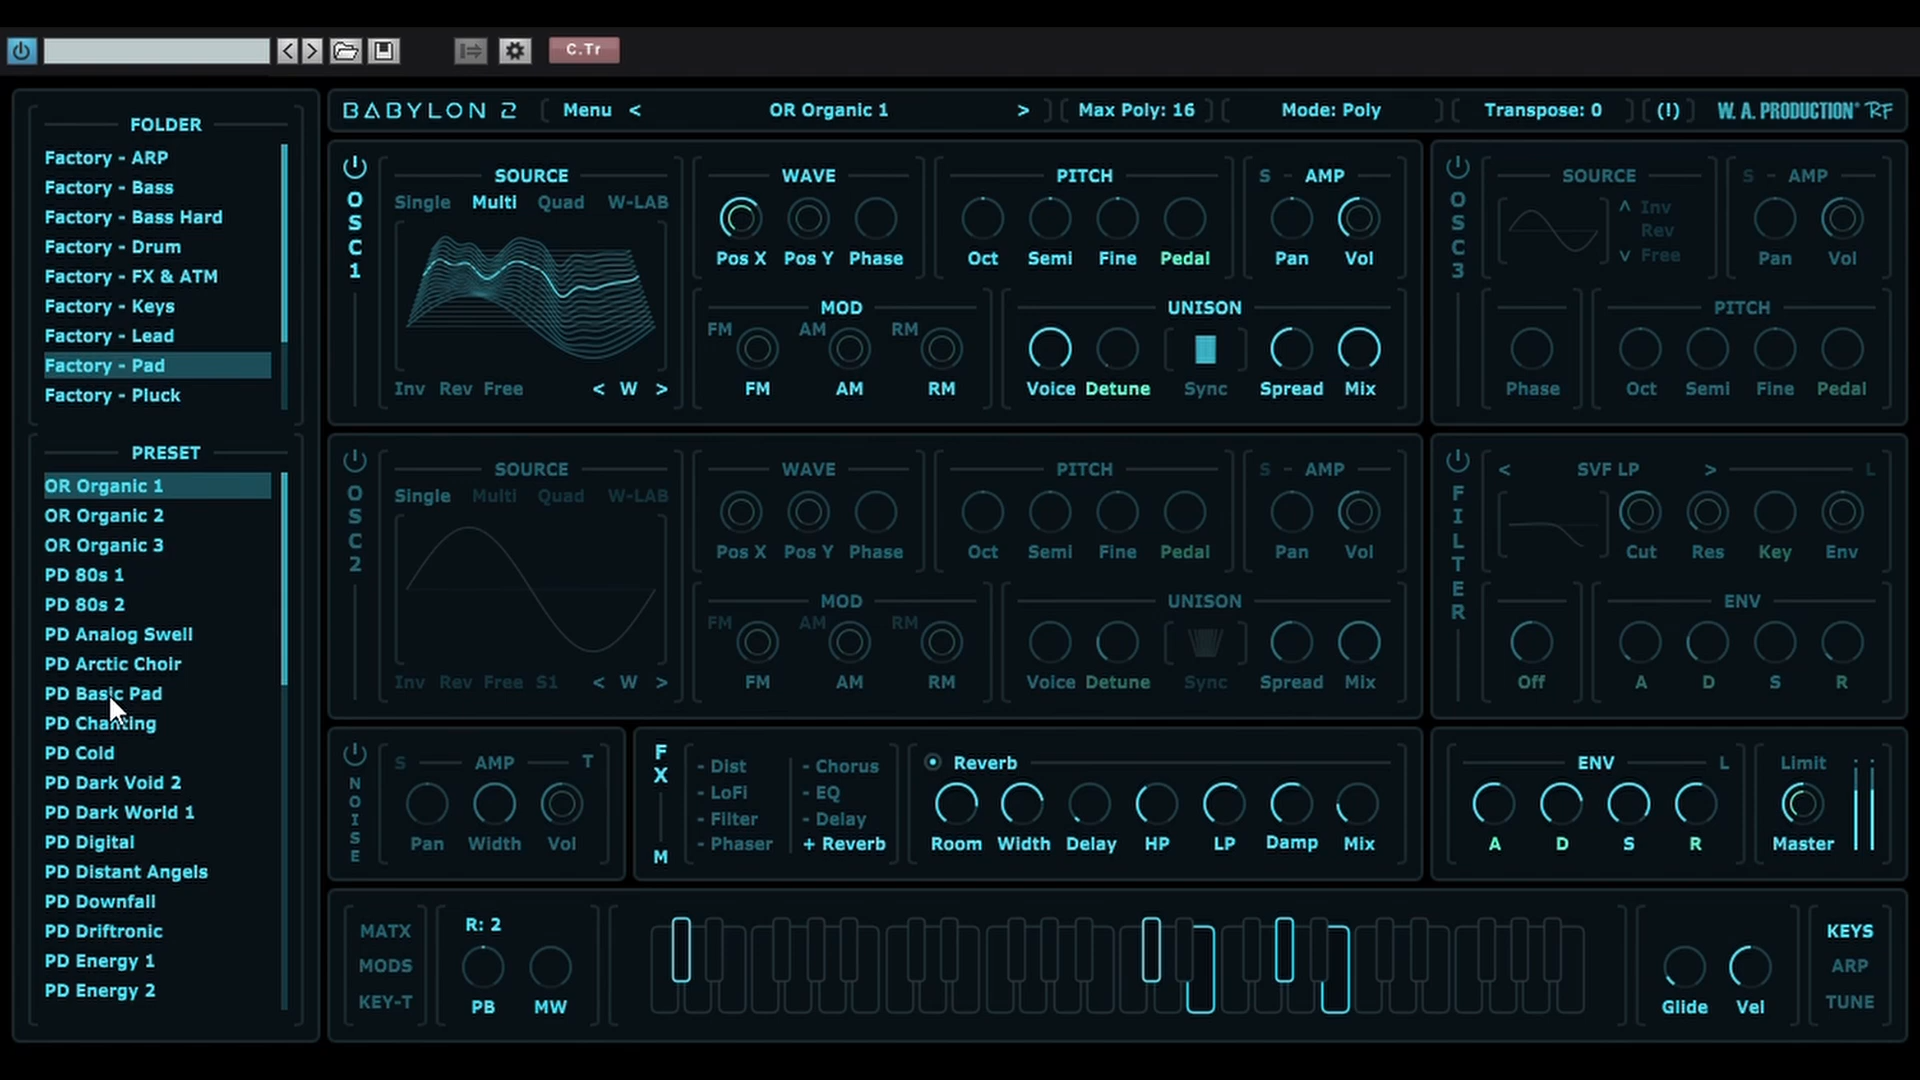 C.Tr
BABYLON 2 Menu < OR Organic 1 > Max Poly: 16 Mode: Poly Transpose: 0 (!) W. A. PRODUCTION® RF
FOLDER
Factory - ARP
Factory - Bass
Factory - Bass Hard
Factory - Drum
Factory - FX & ATM
Factory - Keys
Factory - Lead
Factory - Pad
Factory - Pluck
PRESET
OR Organic 1
OR Organic 2
OR Organic 3
PD 80s 1
PD 80s 2
PD Analog Swell
PD Arctic Choir
PD Basic Pad
PD Chanting
PD Cold
PD Dark Void 2
PD Dark World 1
PD Digital
PD Distant Angels
PD Downfall
PD Driftronic
PD Energy 1
PD Energy 2
OSC1
SOURCE
Single Multi Quad W-LAB
Inv Rev Free < W >
WAVE
Pos X Pos Y Phase
PITCH
Oct Semi Fine Pedal
S - AMP
Pan Vol
MOD
FM AM RM
FM AM RM
UNISON
Voice Detune Sync Spread Mix
OSC3
SOURCE
Inv
Rev
Free
S - AMP
Pan Vol
Phase
PITCH
Oct Semi Fine Pedal
OSC2
SOURCE
Single Multi Quad W-LAB
Inv Rev Free S1 < W >
WAVE
Pos X Pos Y Phase
PITCH
Oct Semi Fine Pedal
S - AMP
Pan Vol
MOD
FM AM RM
FM AM RM
UNISON
Voice Detune Sync Spread Mix
FILTER
< SVF LP > L
Cut Res Key Env
Off
ENV
A D S R
NOISE
S AMP T
Pan Width Vol
FX
M
- Dist - Chorus
- LoFi - EQ
- Filter - Delay
- Phaser + Reverb
Reverb
Room Width Delay HP LP Damp Mix
ENV L
A D S R
Limit
Master
MATX
MODS
KEY-T
R: 2
PB MW
Glide Vel
KEYS
ARP
TUNE